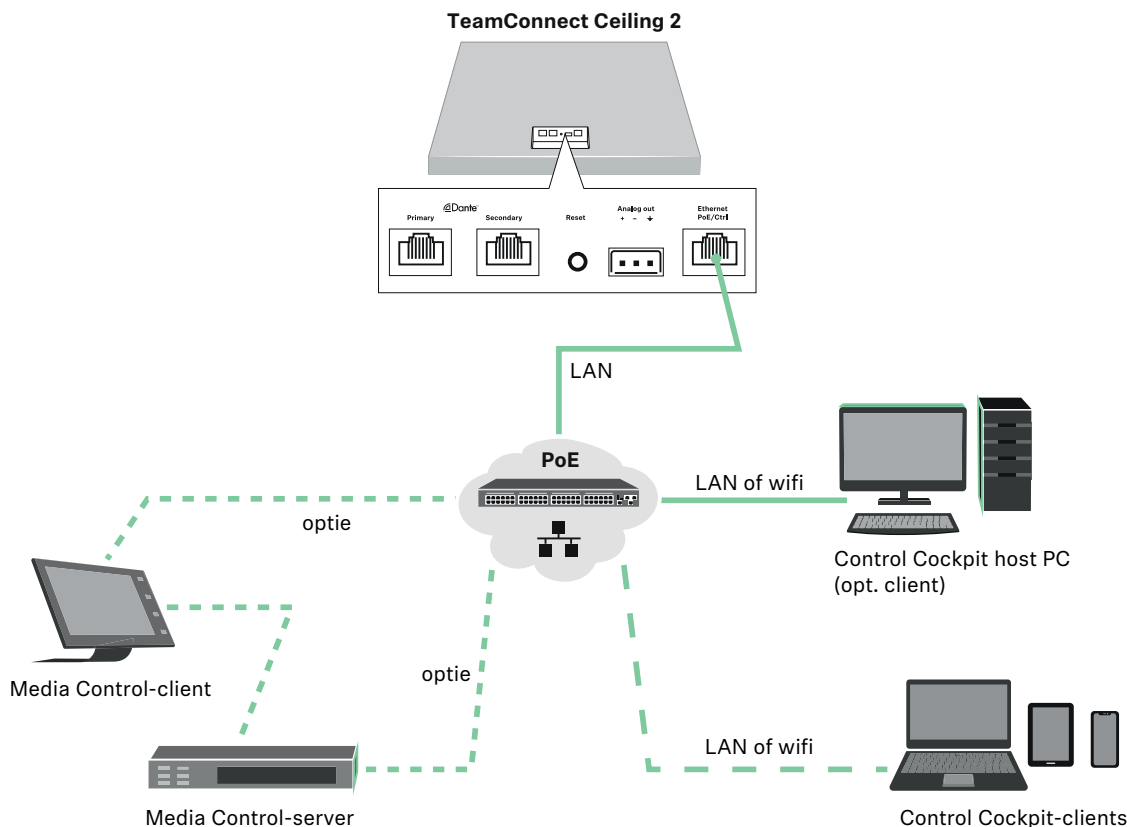 TeamConnect Ceiling 2
Dante™
Primary
Secondary
Reset
Analog out
+ - ⏚
Ethernet
PoE/Ctrl
LAN
PoE
LAN of wifi
optie
Control Cockpit host PC
(opt. client)
optie
Media Control-client
LAN of wifi
Media Control-server
Control Cockpit-clients